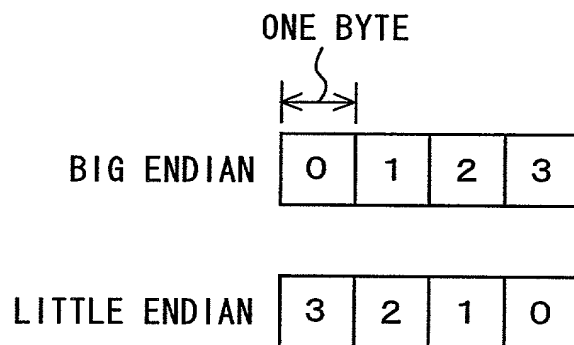 ONE BYTE
BIG ENDIAN 0 1 2 3
LITTLE ENDIAN 3 2 1 0